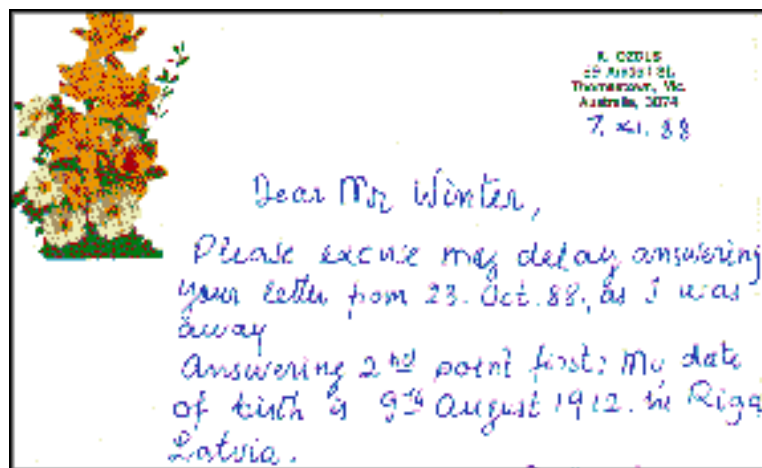 K. OZOLS
Thomastown, Vic.
Australia, 3074
7. XI. 88
Dear Mr Winter,
Please excuse my delay answering
your letter from 23. Oct. 88, as I was
away
Answering 2nd point first: My date
of birth is 9th August 1912. in Riga
Latvia.